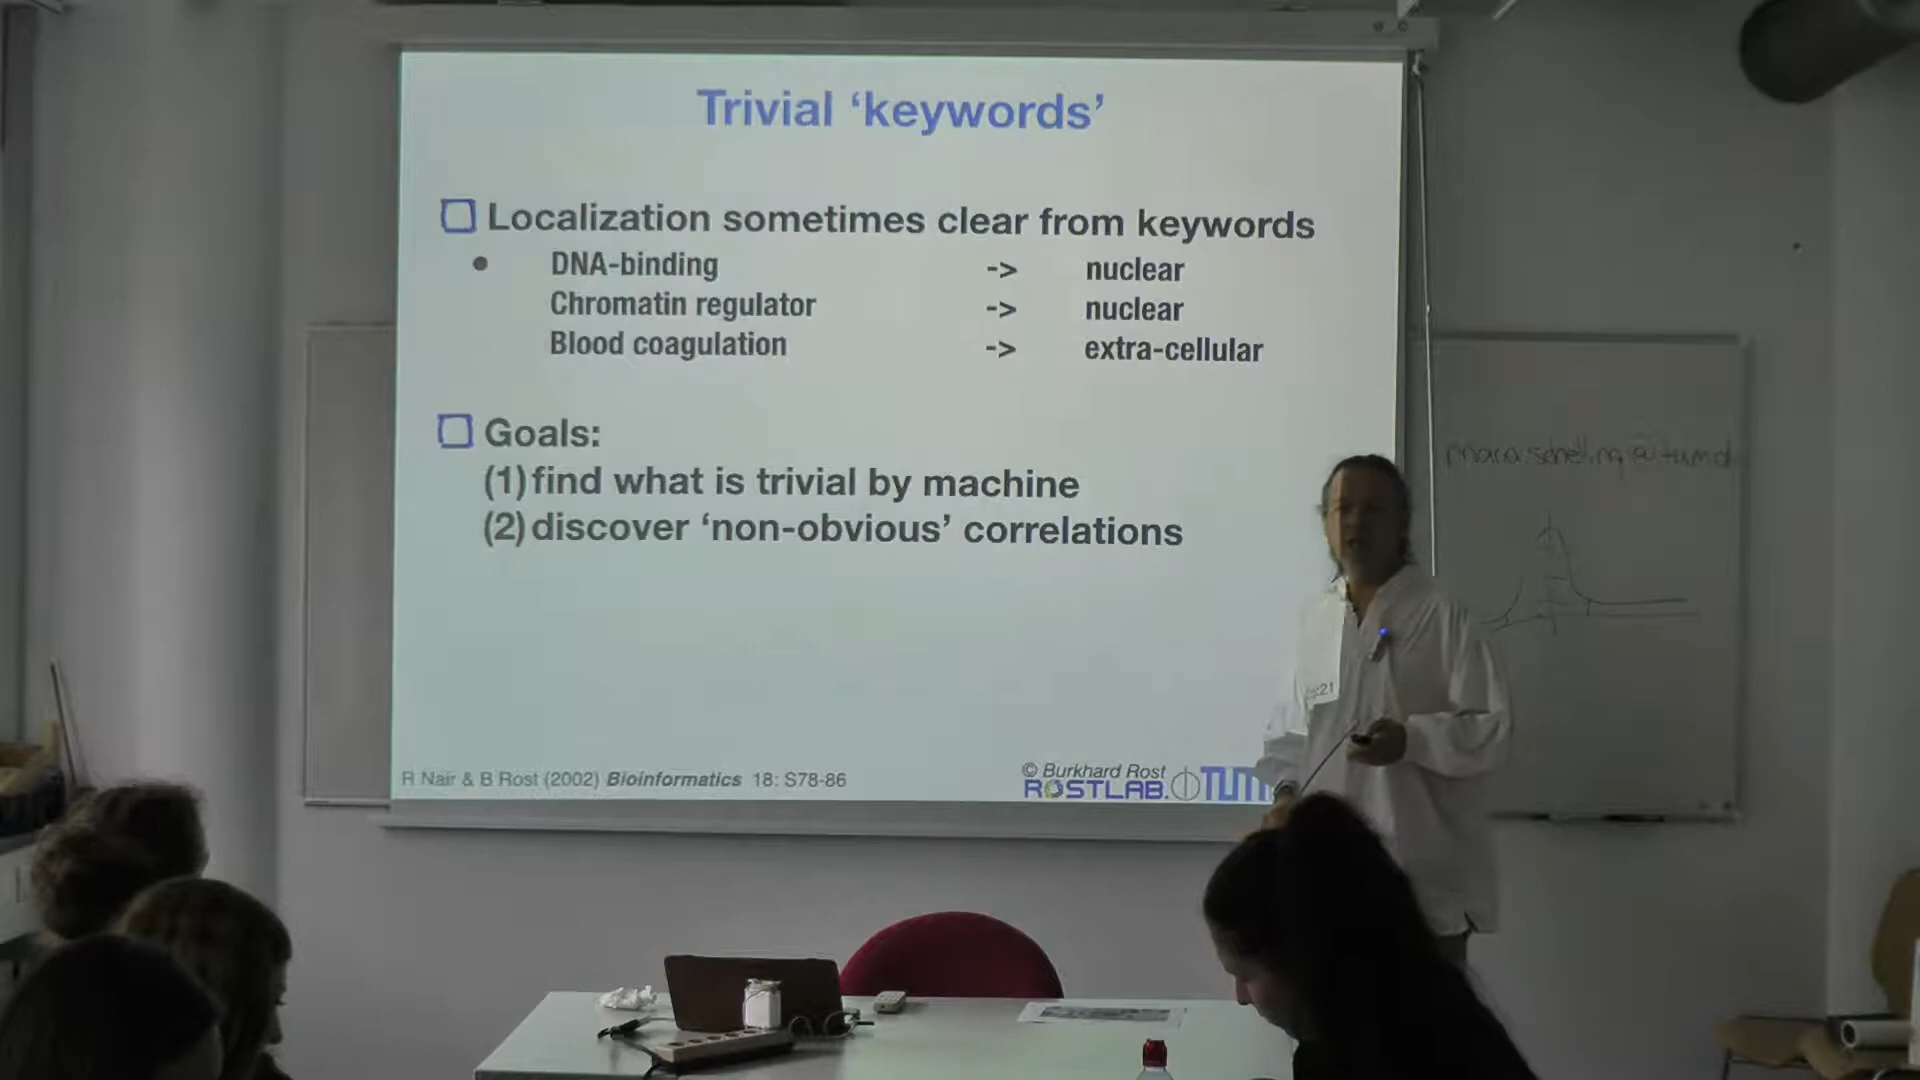 Trivial ‘keywords’
Localization sometimes clear from keywords
DNA-binding -> nuclear
Chromatin regulator -> nuclear
Blood coagulation -> extra-cellular
Goals:
(1) find what is trivial by machine
(2) discover ‘non-obvious’ correlations
R Nair & B Rost (2002) Bioinformatics 18: S78-86
© Burkhard Rost
ROSTLAB.
TUM